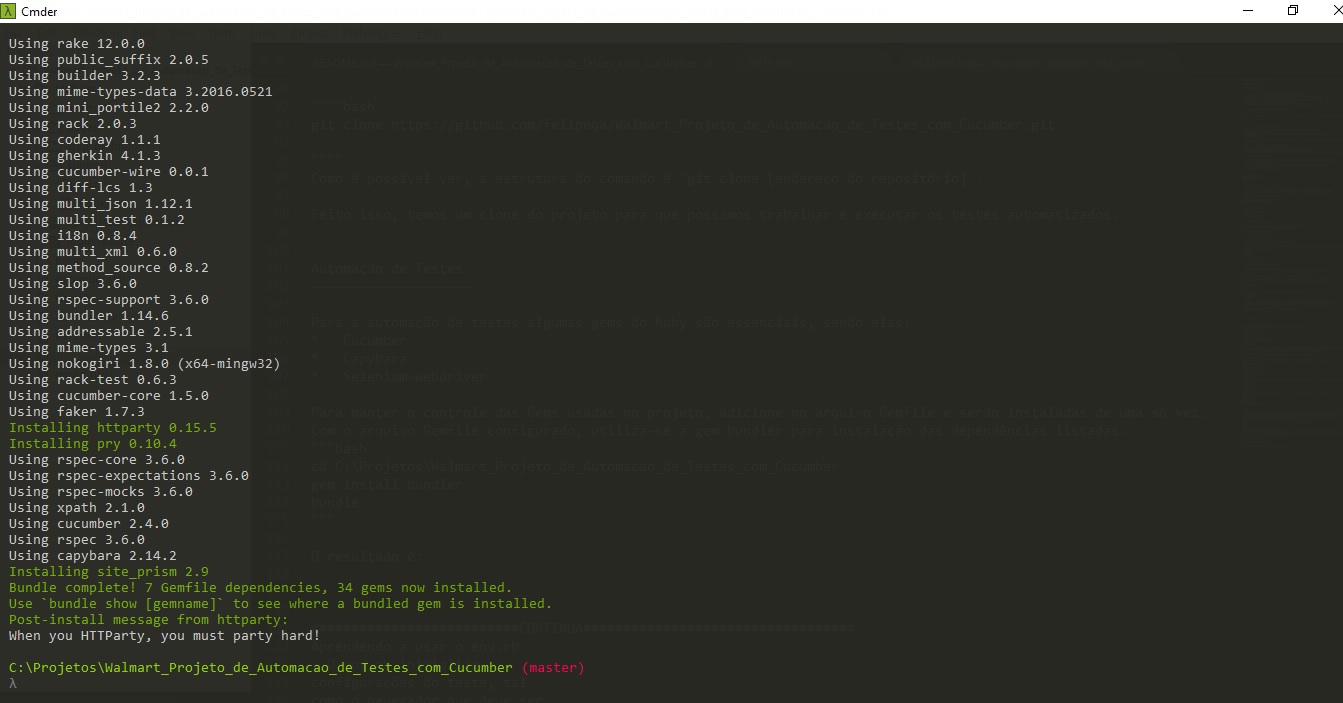 Cmder
Using rake 12.0.0
Using public_suffix 2.0.5
Using builder 3.2.3
Using mime-types-data 3.2016.0521
Using mini_portile2 2.2.0
Using rack 2.0.3
Using coderay 1.1.1
Using gherkin 4.1.3
Using cucumber-wire 0.0.1
Using diff-lcs 1.3
Using multi_json 1.12.1
Using multi_test 0.1.2
Using i18n 0.8.4
Using multi_xml 0.6.0
Using method_source 0.8.2
Using slop 3.6.0
Using rspec-support 3.6.0
Using bundler 1.14.6
Using addressable 2.5.1
Using mime-types 3.1
Using nokogiri 1.8.0 (x64-mingw32)
Using rack-test 0.6.3
Using cucumber-core 1.5.0
Using faker 1.7.3
Installing httparty 0.15.5
Installing pry 0.10.4
Using rspec-core 3.6.0
Using rspec-expectations 3.6.0
Using rspec-mocks 3.6.0
Using xpath 2.1.0
Using cucumber 2.4.0
Using rspec 3.6.0
Using capybara 2.14.2
Installing site_prism 2.9
Bundle complete! 7 Gemfile dependencies, 34 gems now installed.
Use `bundle show [gemname]` to see where a bundled gem is installed.
Post-install message from httparty:
When you HTTParty, you must party hard!
C:\Projetos\Walmart_Projeto_de_Automacao_de_Testes_com_Cucumber (master)
λ